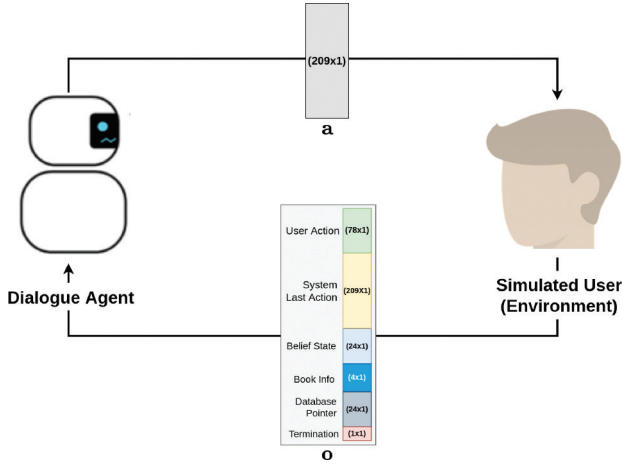 (209x1)
a
Dialogue Agent
User Action
(78x1)
System
Last Action
(209X1)
Belief State
(24x1)
Book Info
(4x1)
Database
Pointer
(24x1)
Termination
(1x1)
o
Simulated User
(Environment)